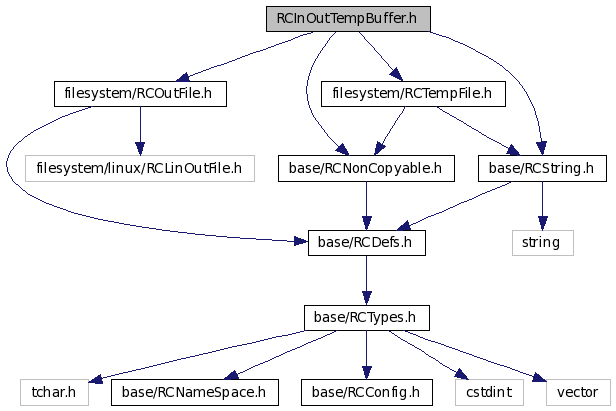 RCInOutTempBuffer.h
filesystem/RCOutFile.h
filesystem/RCTempFile.h
filesystem/linux/RCLinOutFile.h
base/RCNonCopyable.h
base/RCString.h
base/RCDefs.h
string
base/RCTypes.h
tchar.h
base/RCNameSpace.h
base/RCConfig.h
cstdint
vector